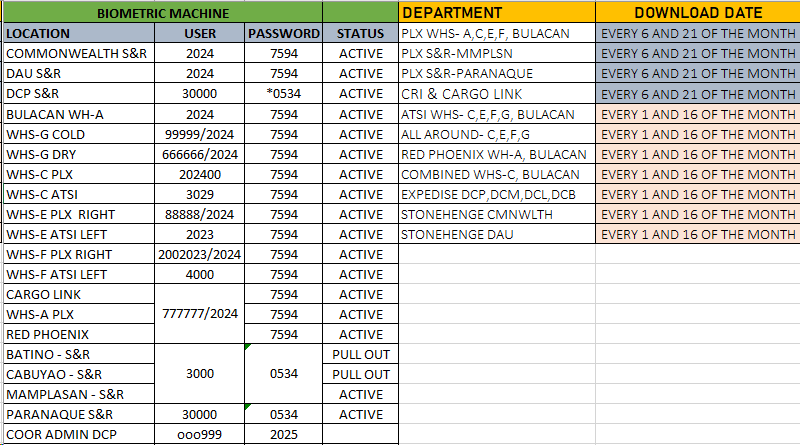 BIOMETRIC MACHINE DEPARTMENT DOWNLOAD DATE
LOCATION USER PASSWORD STATUS PLX WHS- A,C,E,F, BULACAN EVERY 6 AND 21 OF THE MONTH
COMMONWEALTH S&R 2024 7594 ACTIVE PLX S&R-MMPLSN EVERY 6 AND 21 OF THE MONTH
DAU S&R 2024 7594 ACTIVE PLX S&R-PARANAQUE EVERY 6 AND 21 OF THE MONTH
DCP S&R 30000 *0534 ACTIVE CRI & CARGO LINK EVERY 6 AND 21 OF THE MONTH
BULACAN WH-A 2024 7594 ACTIVE ATSI WHS- C,E,F,G, BULACAN EVERY 1 AND 16 OF THE MONTH
WHS-G COLD 99999/2024 7594 ACTIVE ALL AROUND- C,E,F,G EVERY 1 AND 16 OF THE MONTH
WHS-G DRY 666666/2024 7594 ACTIVE RED PHOENIX WH-A, BULACAN EVERY 1 AND 16 OF THE MONTH
WHS-C PLX 202400 7594 ACTIVE COMBINED WHS-C, BULACAN EVERY 1 AND 16 OF THE MONTH
WHS-C ATSI 3029 7594 ACTIVE EXPEDISE DCP,DCM,DCL,DCB EVERY 1 AND 16 OF THE MONTH
WHS-E PLX RIGHT 88888/2024 7594 ACTIVE STONEHENGE CMNWLTH EVERY 1 AND 16 OF THE MONTH
WHS-E ATSI LEFT 2023 7594 ACTIVE STONEHENGE DAU EVERY 1 AND 16 OF THE MONTH
WHS-F PLX RIGHT 2002023/2024 7594 ACTIVE
WHS-F ATSI LEFT 4000 7594 ACTIVE
CARGO LINK 7594 ACTIVE
WHS-A PLX 777777/2024 7594 ACTIVE
RED PHOENIX 7594 ACTIVE
BATINO - S&R PULL OUT
CABUYAO - S&R 3000 0534 PULL OUT
MAMPLASAN - S&R ACTIVE
PARANAQUE S&R 30000 0534 ACTIVE
COOR ADMIN DCP ooo999 2025